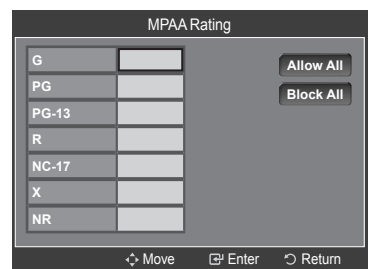 MPAA Rating
G
Allow All
PG
Block All
PG-13
R
NC-17
X
NR
Move Enter Return